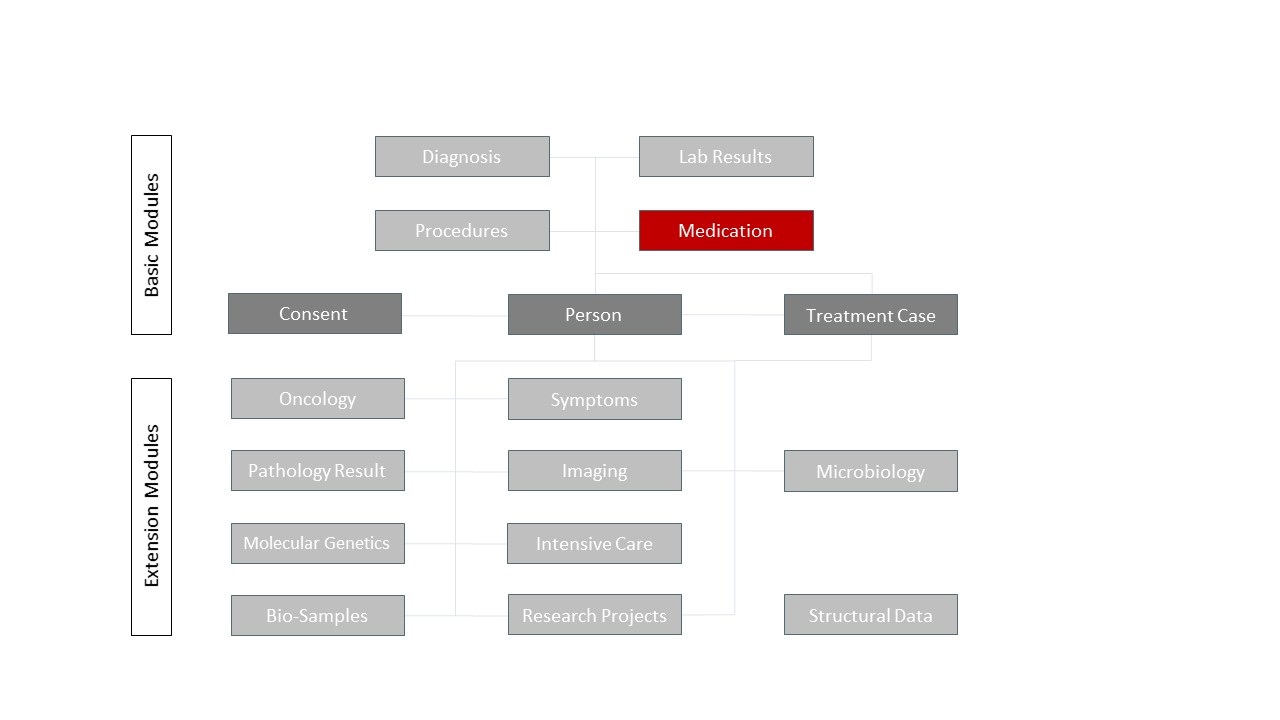 Basic Modules
Diagnosis
Lab Results
Procedures
Medication
Consent
Person
Treatment Case
Extension Modules
Oncology
Symptoms
Pathology Result
Imaging
Microbiology
Molecular Genetics
Intensive Care
Bio-Samples
Research Projects
Structural Data